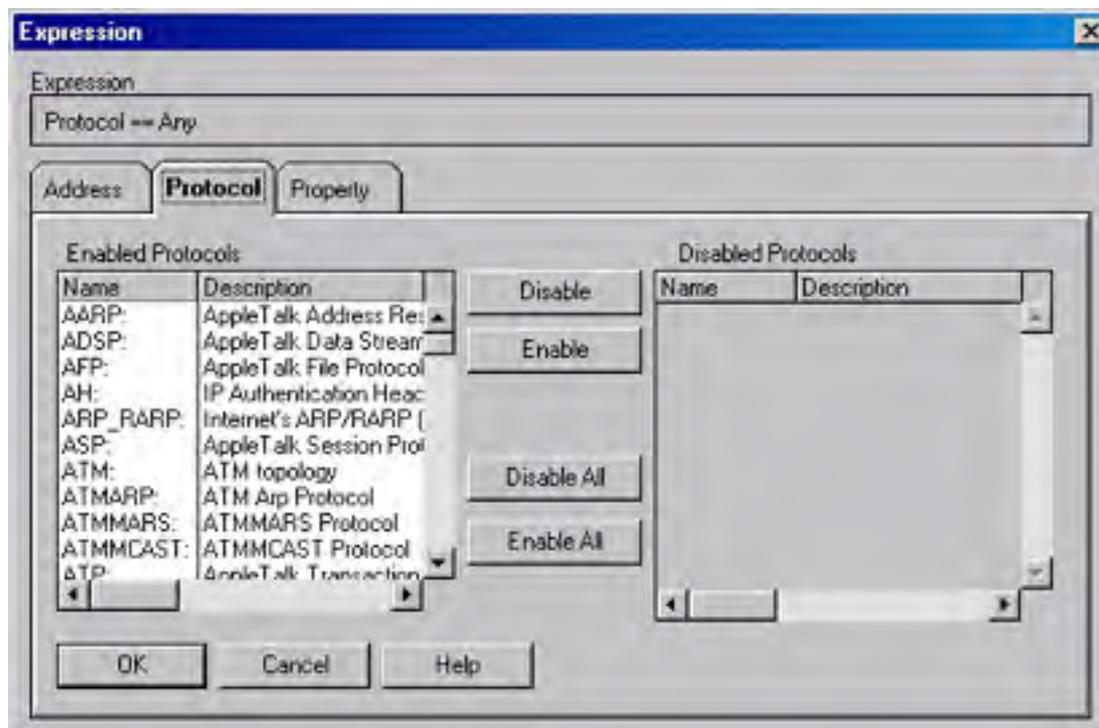 Expression
Expression
Protocol == Any
Address Protocol Property
Enabled Protocols
Name Description
AARP: AppleTalk Address Res
ADSP: AppleTalk Data Stream
AFP: AppleTalk File Protocol
AH: IP Authentication Heac
ARP_RARP: Internet's ARP/RARP (
ASP: AppleTalk Session Prot
ATM: ATM topology
ATMARP: ATM Arp Protocol
ATMMARS: ATMMARS Protocol
ATMMCAST: ATMMCAST Protocol
ATP: AppleTalk Transaction
Disable
Enable
Disable All
Enable All
Disabled Protocols
Name Description
OK Cancel Help